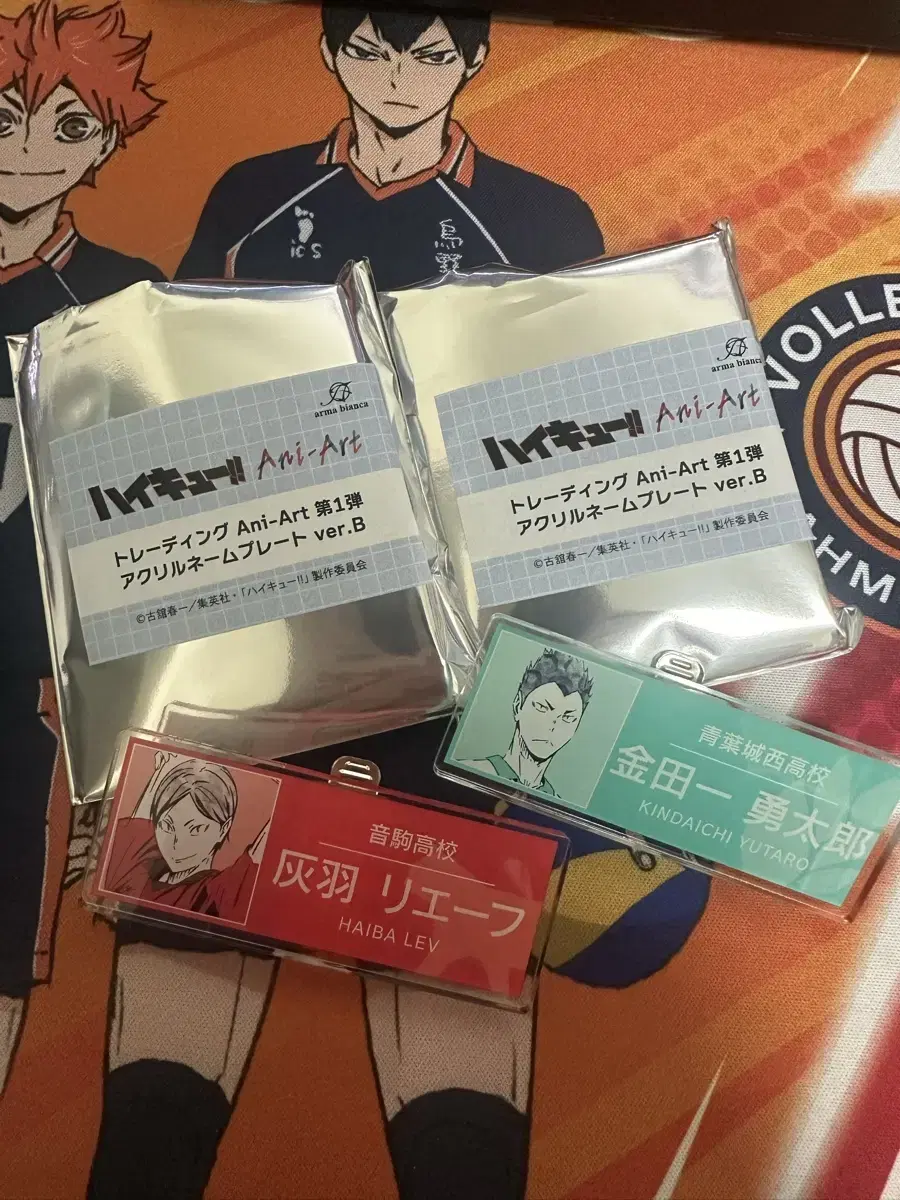 arma bianca
ハイキュー!! Ani-Art
トレーディング Ani-Art 第1弾
アクリルネームプレート ver.B
©古舘春一／集英社・「ハイキュー!!」製作委員会
arma bianca
ハイキュー!! Ani-Art
トレーディング Ani-Art 第1弾
アクリルネームプレート ver.B
©古舘春一／集英社・「ハイキュー!!」製作委員会
音駒高校
灰羽 リエーフ
HAIBA LEV
青葉城西高校
金田一 勇太郎
KINDAICHI YUTARO
VOLLE